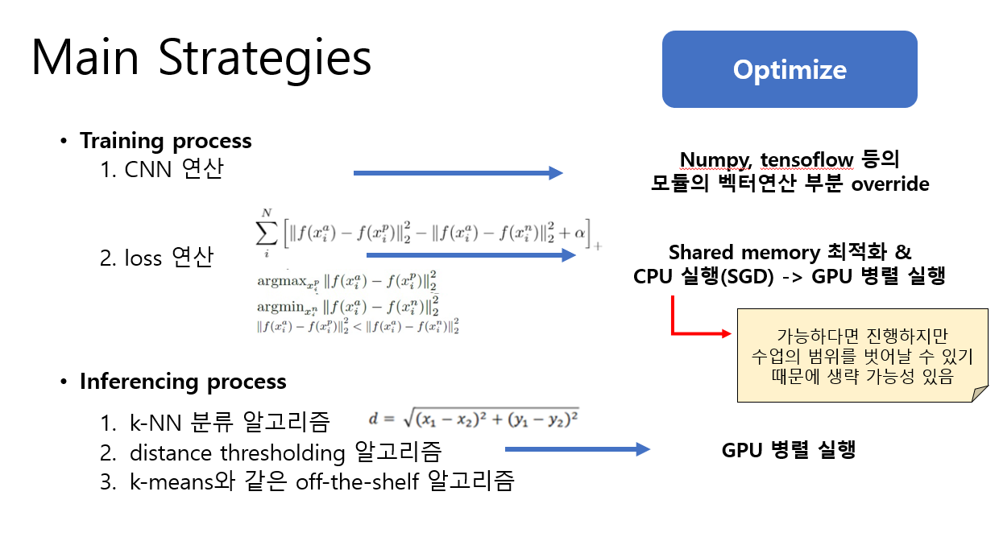 Main Strategies
Optimize
• Training process
1. CNN 연산
Numpy, tensoflow 등의
모듈의 벡터연산 부분 override
2. loss 연산
\sum_{i}^{N} \left[ \|f(x_i^a) - f(x_i^p)\|_2^2 - \|f(x_i^a) - f(x_i^n)\|_2^2 + \alpha \right]_+
argmax_{x_i^p} \|f(x_i^a) - f(x_i^p)\|_2^2
argmin_{x_i^n} \|f(x_i^a) - f(x_i^n)\|_2^2
\|f(x_i^a) - f(x_i^p)\|_2^2 < \|f(x_i^a) - f(x_i^n)\|_2^2
Shared memory 최적화 &
CPU 실행(SGD) -> GPU 병렬 실행
가능하다면 진행하지만
수업의 범위를 벗어날 수 있기
때문에 생략 가능성 있음
• Inferencing process
1. k-NN 분류 알고리즘
d = \sqrt{(x_1 - x_2)^2 + (y_1 - y_2)^2}
2. distance thresholding 알고리즘
3. k-means와 같은 off-the-shelf 알고리즘
GPU 병렬 실행